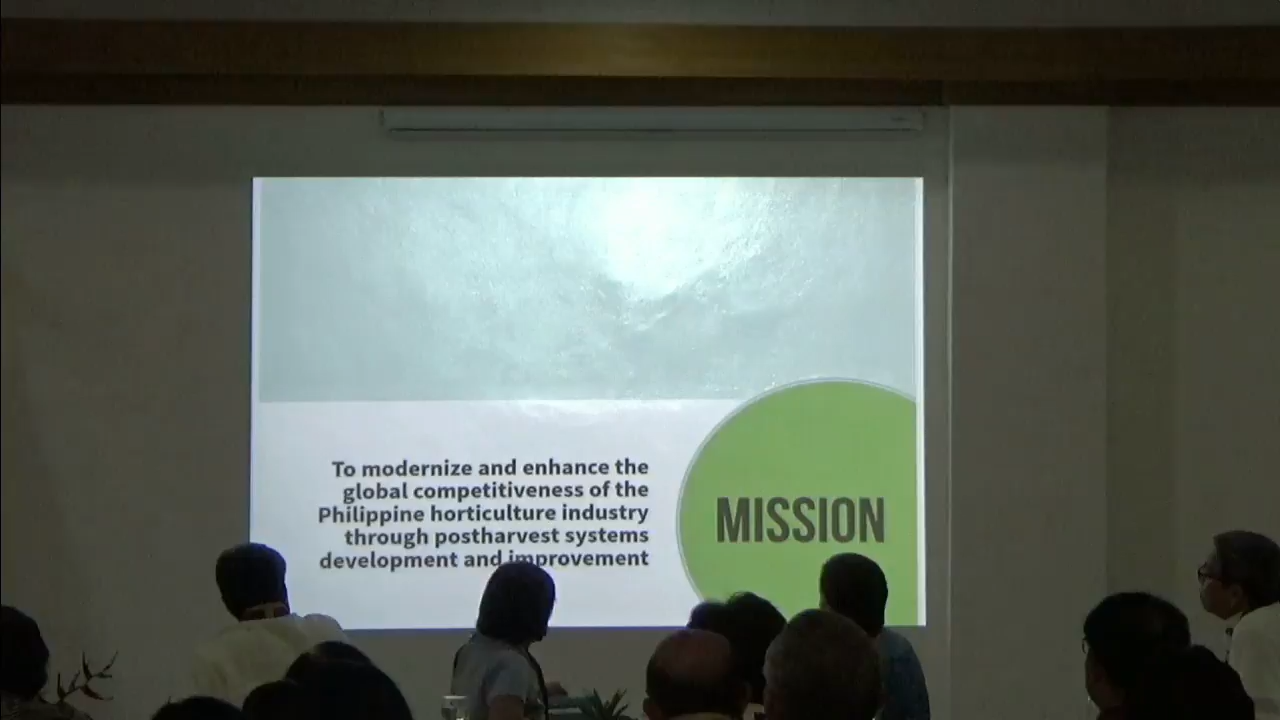 To modernize and enhance the
global competitiveness of the
Philippine horticulture industry
through postharvest systems
development and improvement
MISSION